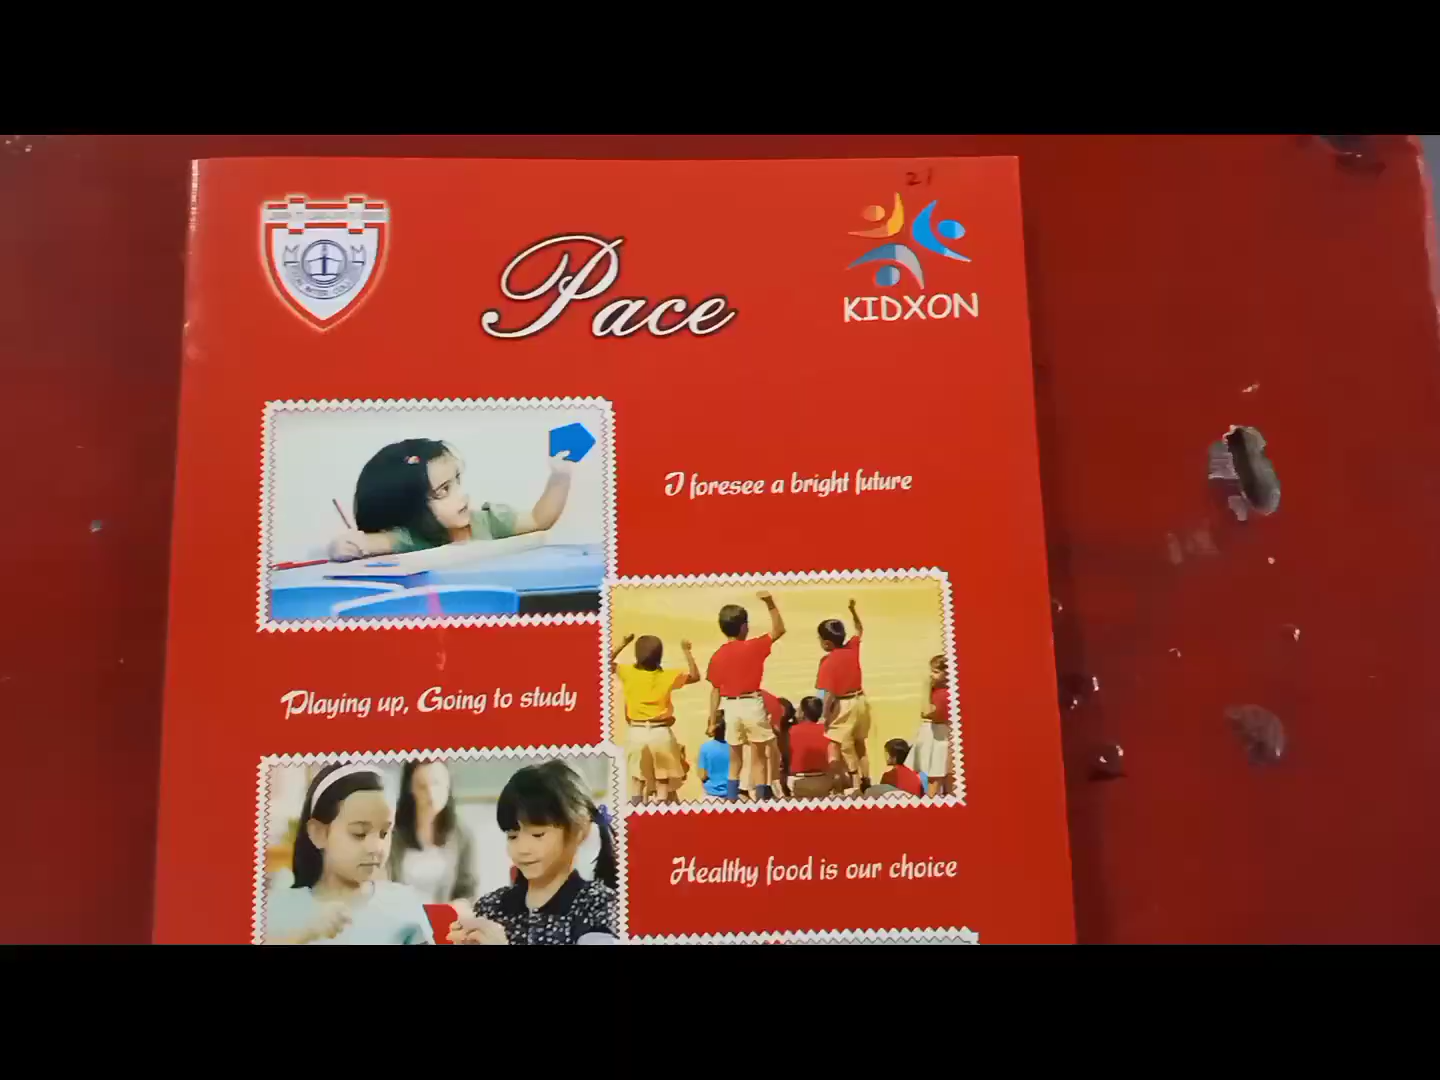 21
Pace
KIDXON
I foresee a bright future
Playing up, Going to study
Healthy food is our choice